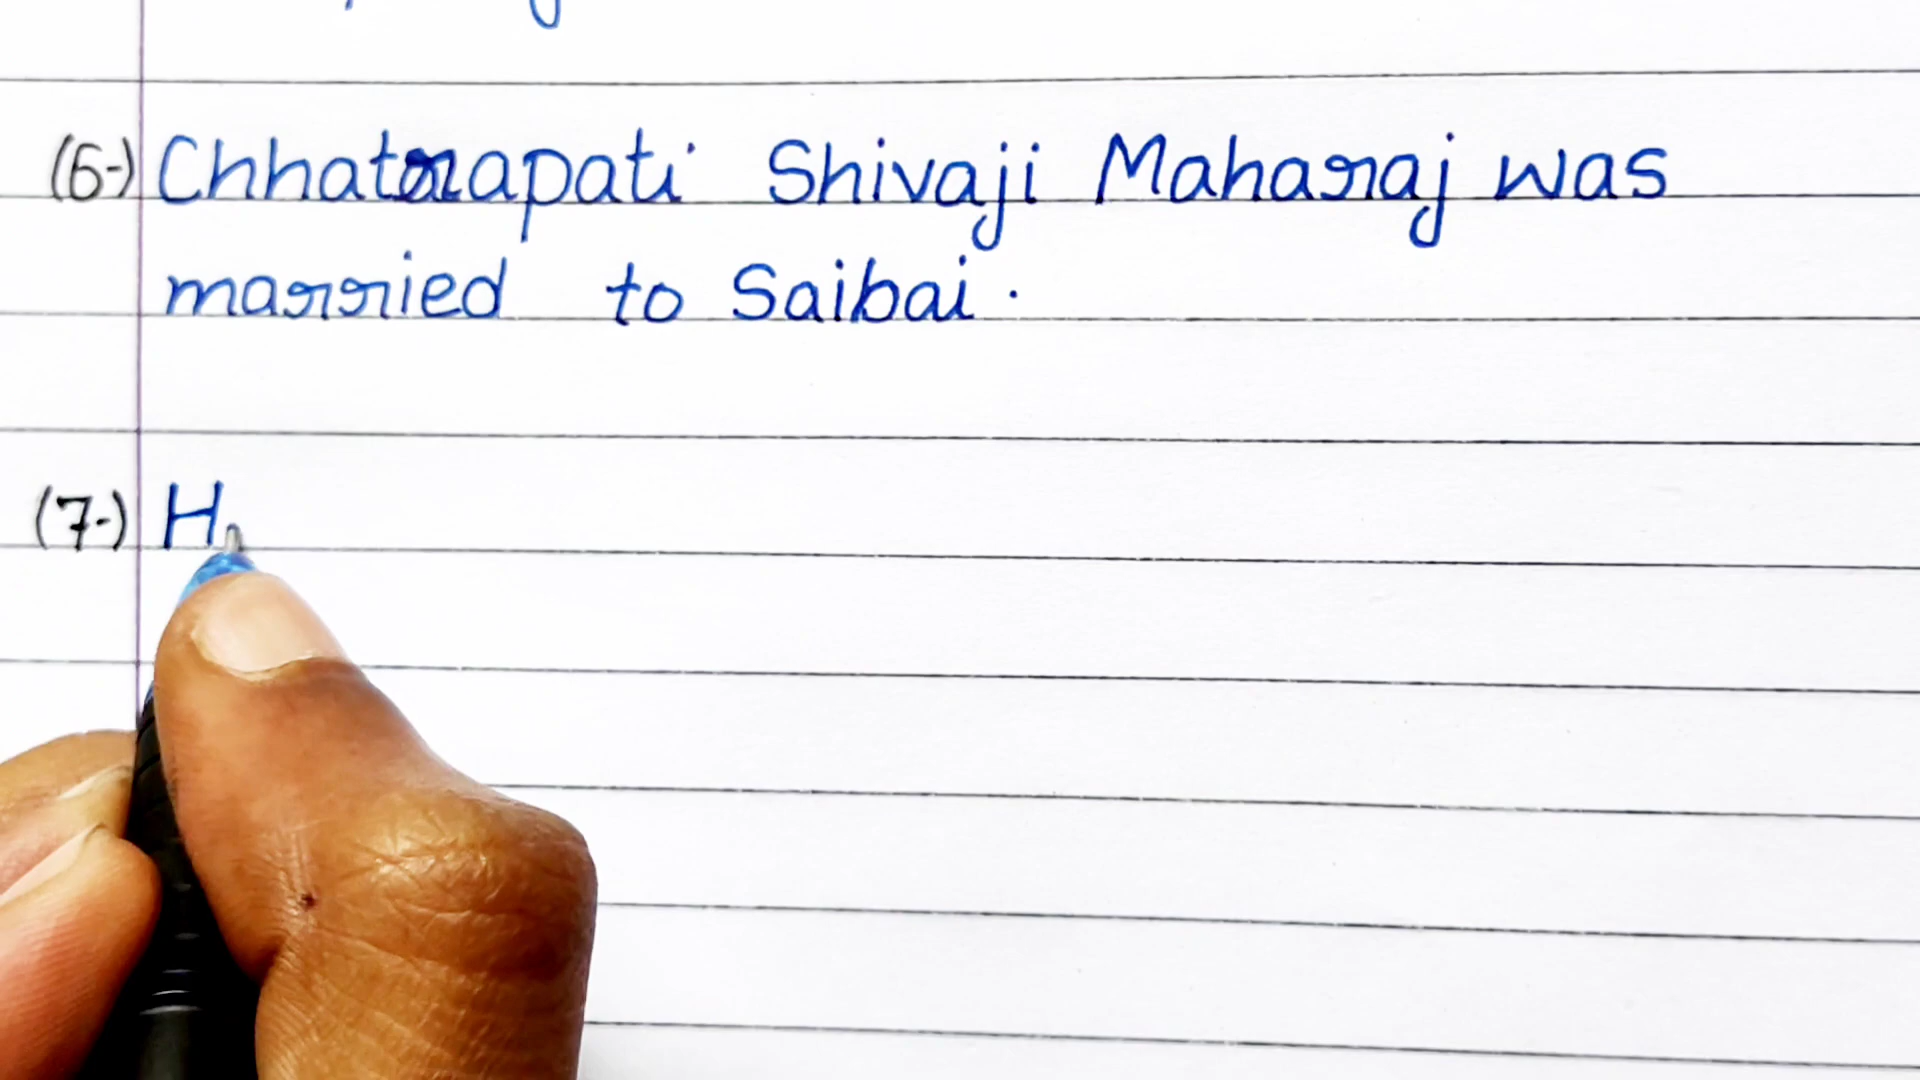 (6-) Chhatrapati Shivaji Maharaj was
married to Saibai.
(7-) H